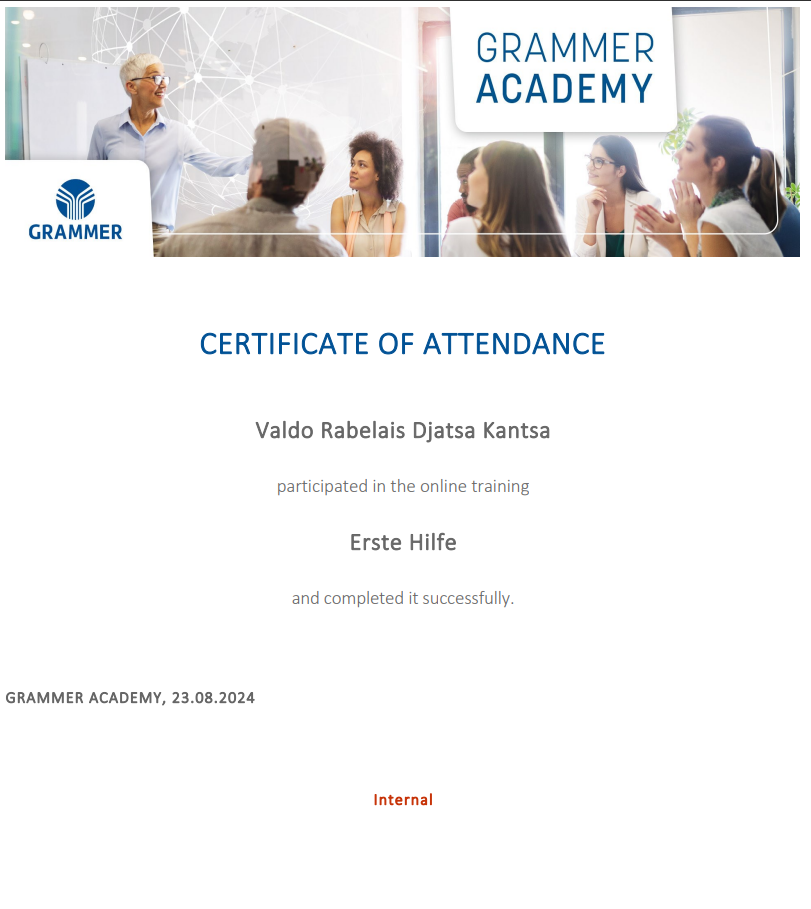 GRAMMER
ACADEMY
GRAMMER
CERTIFICATE OF ATTENDANCE
Valdo Rabelais Djatsa Kantsa
participated in the online training
Erste Hilfe
and completed it successfully.
GRAMMER ACADEMY, 23.08.2024
Internal